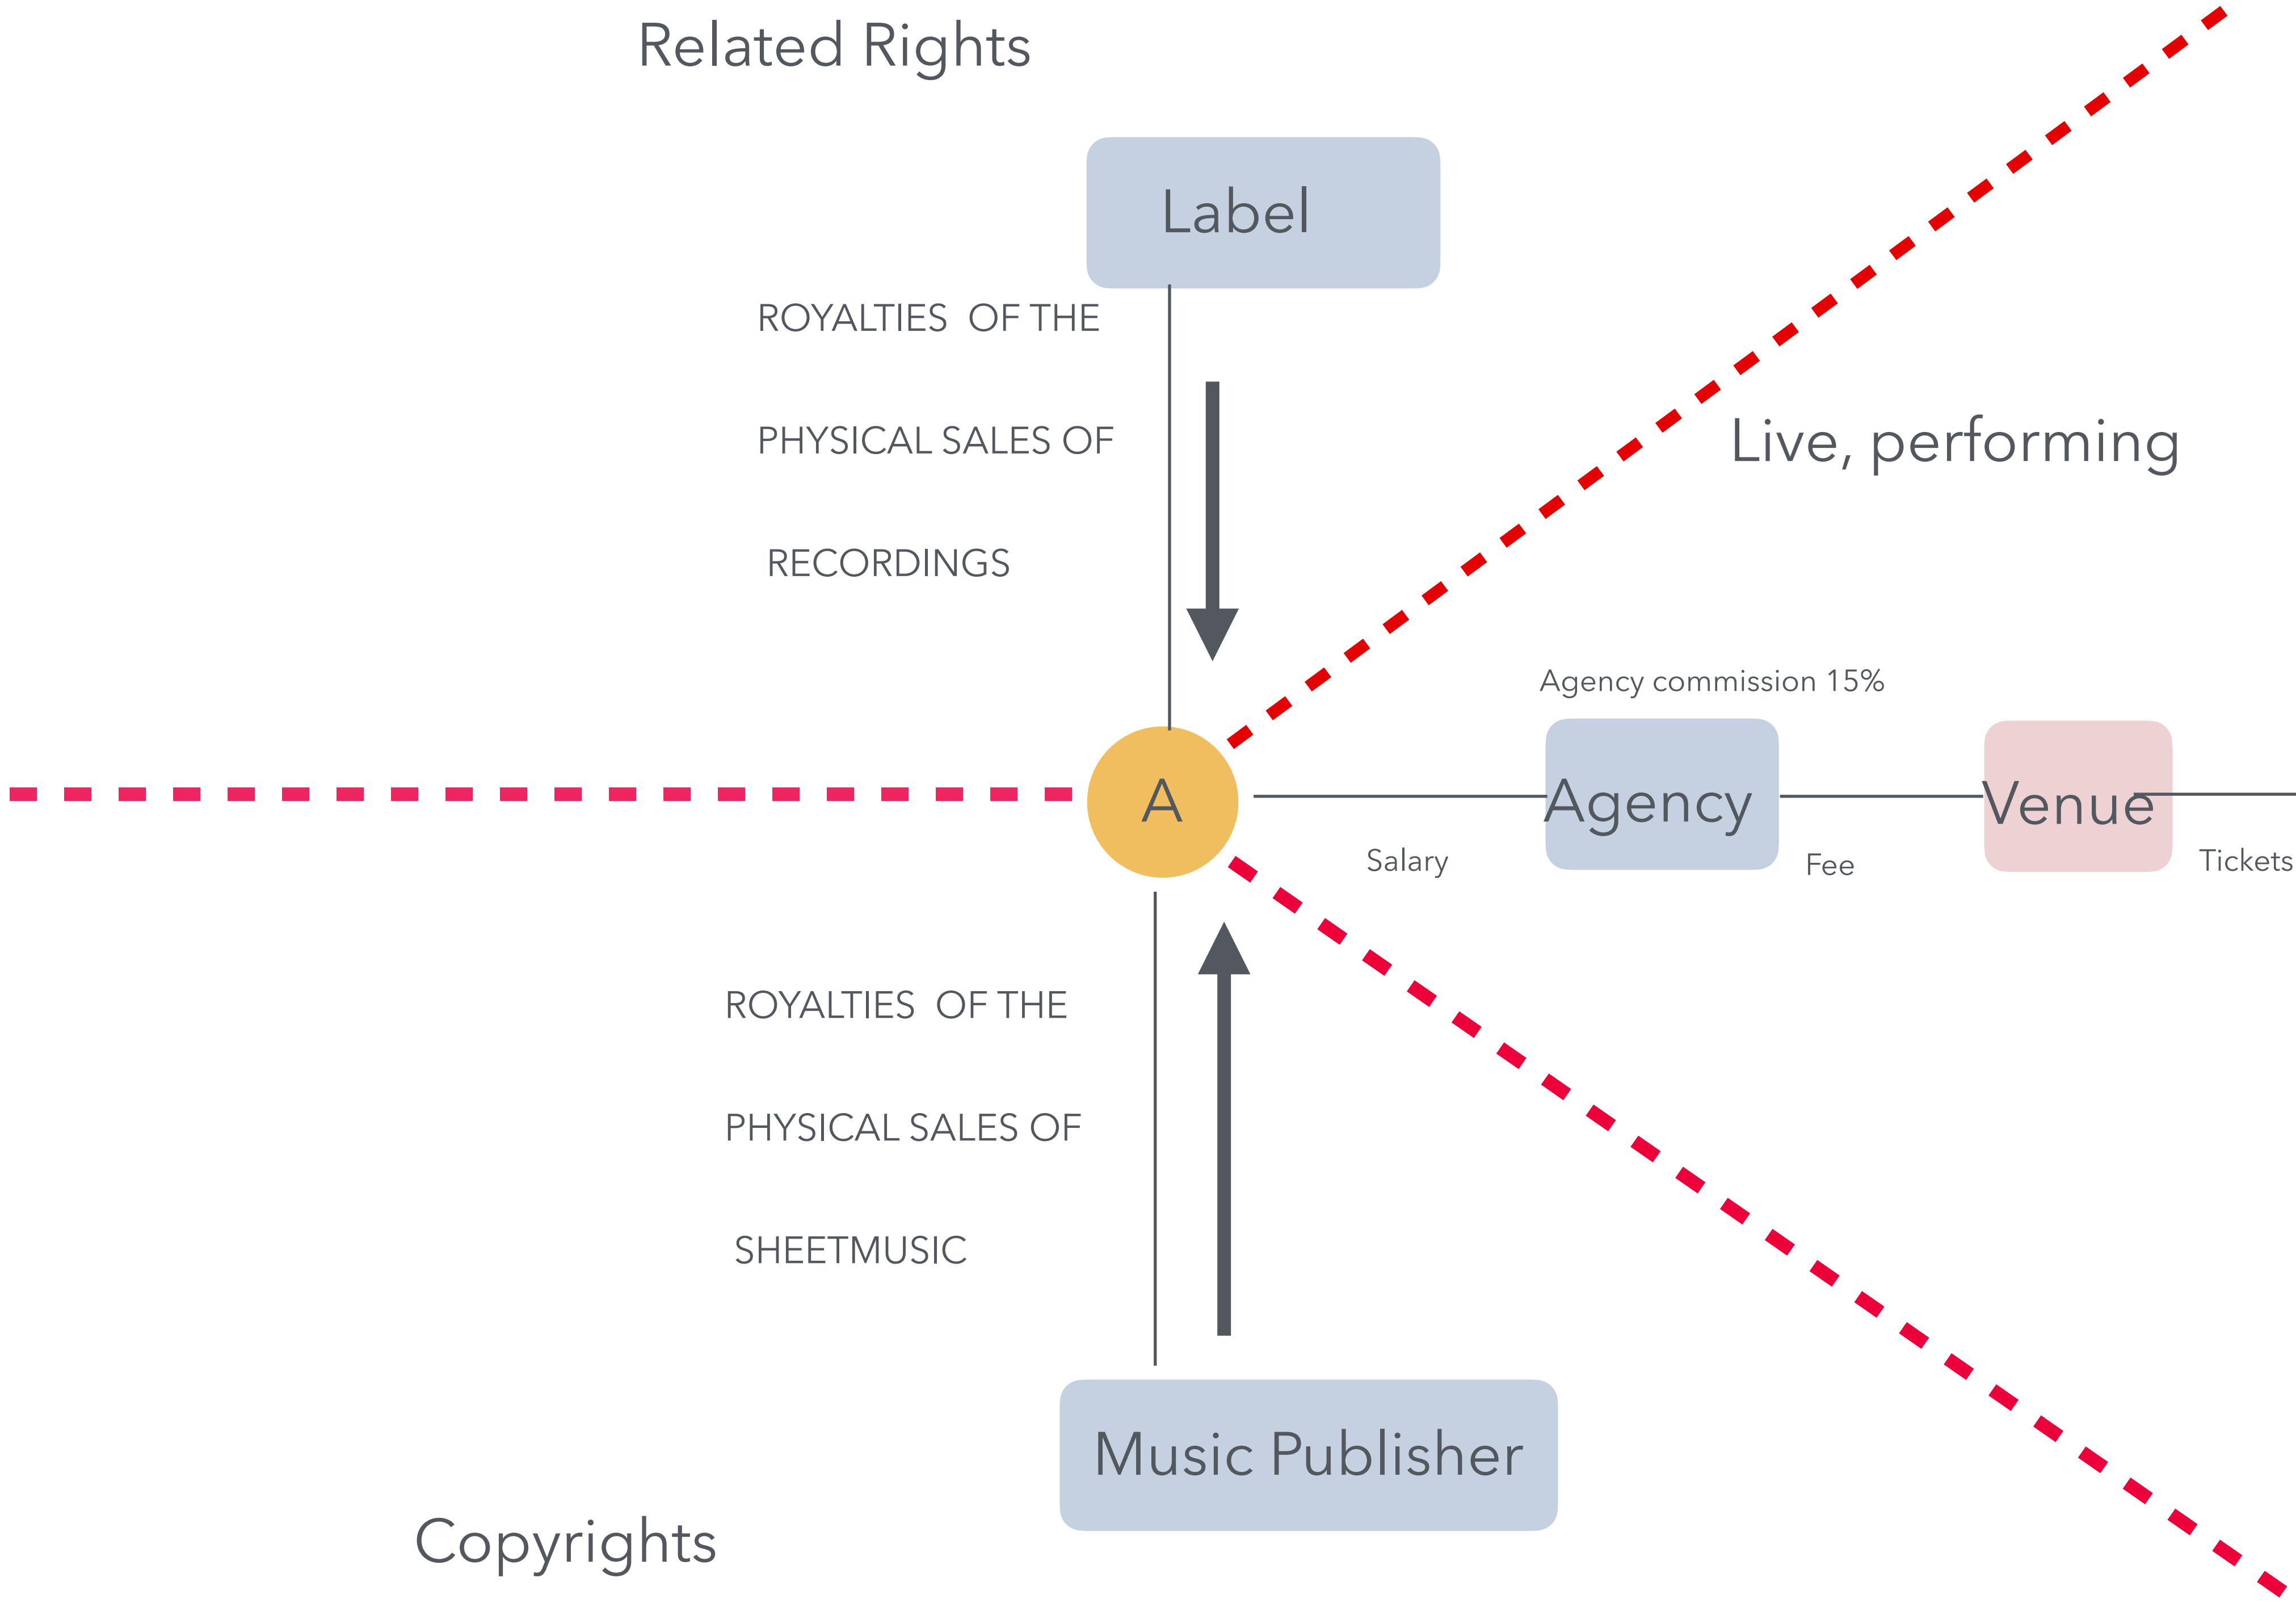 Related Rights
Label
ROYALTIES OF THE
PHYSICAL SALES OF
RECORDINGS
Live, performing
Agency commission 15%
A
Agency
Venue
Salary
Fee
Tickets
ROYALTIES OF THE
PHYSICAL SALES OF
SHEETMUSIC
Music Publisher
Copyrights